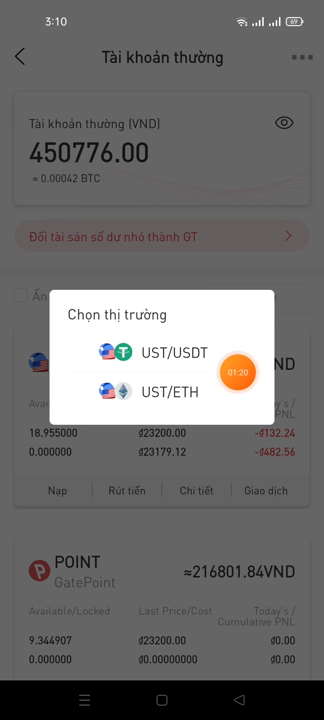 3:10
69
Tài khoản thường
Tài khoản thường (VND)
450776.00
≈ 0.00042 BTC
Đổi tài sản số dư nhỏ thành GT
Ẩn
Chọn thị trường
UST/USDT
UST/ETH
01:20
ND
Avai
's /
PNL
18.955000 ₫23200.00 -₫132.24
0.000000 ₫23179.12 -₫482.56
Nạp Rút tiền Chi tiết Giao dịch
POINT
GatePoint
≈216801.84VND
Available/Locked Last Price/Cost Today's /
Cumulative PNL
9.344907 ₫23200.00 ₫0.00
0.000000 ₫0.00000000 ₫0.00